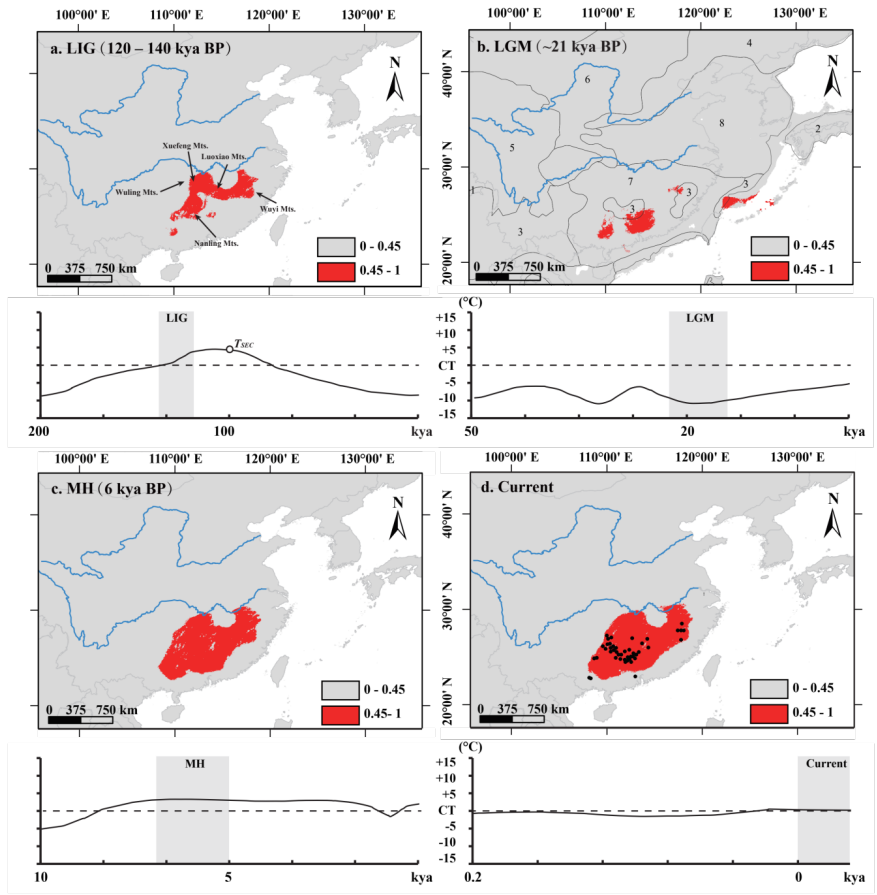 100°00' E 110°00' E 120°00' E 130°00' E
100°00' E 110°00' E 120°00' E 130°00' E
a. LIG (120 – 140 kya BP)
N
Xuefeng Mts.
Luoxiao Mts.
Wuling Mts.
Wuyi Mts.
Nanling Mts.
0 375 750 km
0 - 0.45
0.45 - 1
40°00' N
30°00' N
20°00' N
b. LGM (~21 kya BP)
N
4
6
8
2
5
7
1
3
3
3
3
0 375 750 km
0 - 0.45
0.45 - 1
LIG
TSEC
200 100 kya
(°C)
+15
+10
+5
CT
-5
-10
-15
LGM
50 20 kya
100°00' E 110°00' E 120°00' E 130°00' E
100°00' E 110°00' E 120°00' E 130°00' E
c. MH (6 kya BP)
N
0 375 750 km
0 - 0.45
0.45- 1
40°00' N
30°00' N
20°00' N
d. Current
N
0 375 750 km
0 - 0.45
0.45- 1
MH
10 5 kya
(°C)
+15
+10
+5
CT
-5
-10
-15
Current
0.2 0 kya